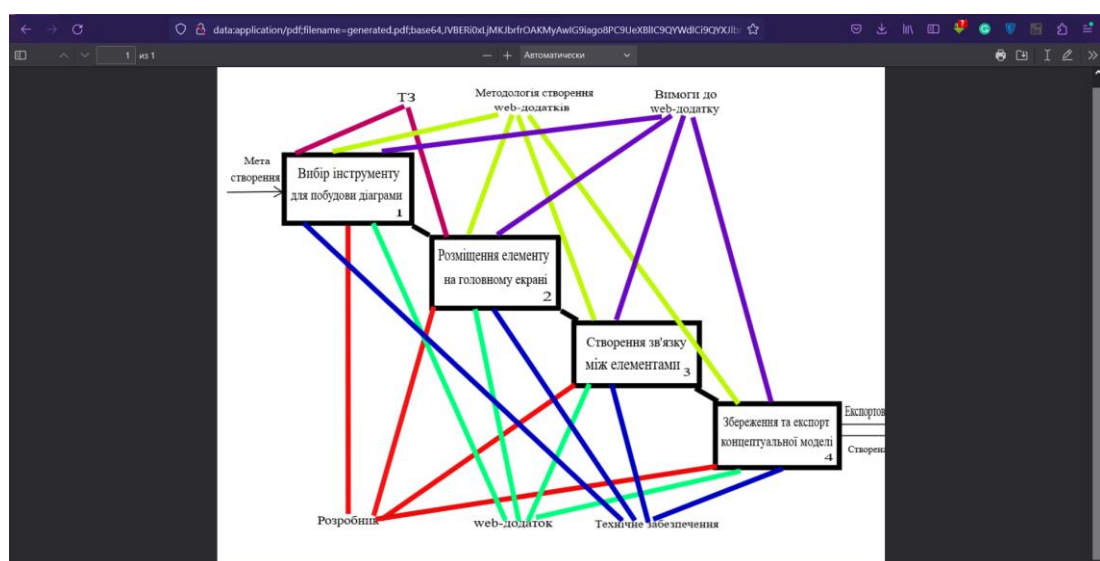 data:application/pdf;filename=generated.pdf;base64,
1 из 1
Автоматически
ТЗ
Методологія створення
web-додатків
Вимоги до
web-додатку
Мета
створення
Вибір інструменту
для побудови діаграми
1
Розміщення елементу
на головному екрані
2
Створення зв'язку
між елементами
3
Збереження та експорт
концептуальної моделі
4
Експортов
Створена
Розробник
web-додаток
Технічне забезпечення